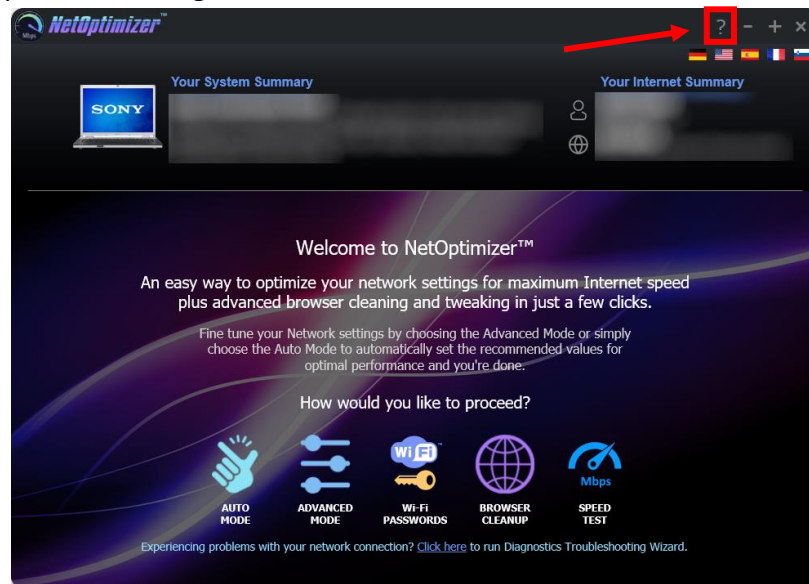 NetOptimizer™
Mbps
? - + ×
Your System Summary
Your Internet Summary
SONY
Welcome to NetOptimizer™
An easy way to optimize your network settings for maximum Internet speed
plus advanced browser cleaning and tweaking in just a few clicks.
Fine tune your Network settings by choosing the Advanced Mode or simply
choose the Auto Mode to automatically set the recommended values for
optimal performance and you're done.
How would you like to proceed?
WiFi
Mbps
AUTO MODE
ADVANCED MODE
Wi-Fi PASSWORDS
BROWSER CLEANUP
SPEED TEST
Experiencing problems with your network connection? Click here to run Diagnostics Troubleshooting Wizard.